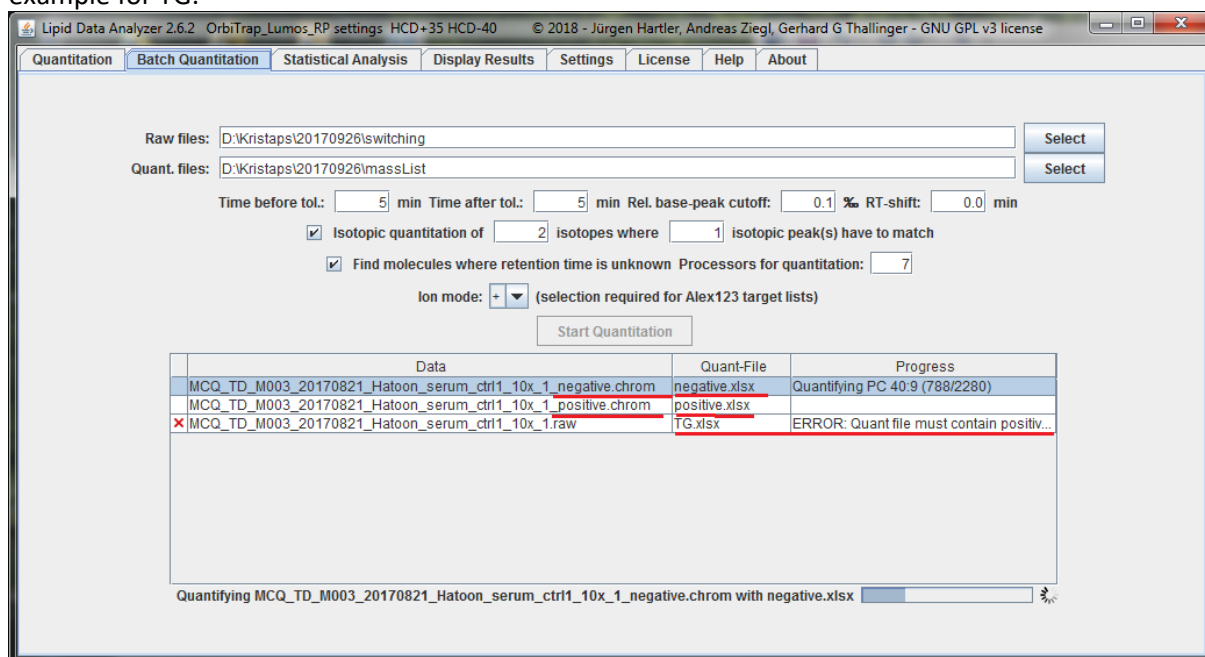 example for TG.
Lipid Data Analyzer 2.6.2 OrbiTrap_Lumos_RP settings HCD+35 HCD-40 © 2018 - Jürgen Hartler, Andreas Ziegl, Gerhard G Thallinger - GNU GPL v3 license
Quantitation Batch Quantitation Statistical Analysis Display Results Settings License Help About
Raw files: D:\Kristaps\20170926\switching Select
Quant. files: D:\Kristaps\20170926\massList Select
Time before tol.: 5 min Time after tol.: 5 min Rel. base-peak cutoff: 0.1 ‰ RT-shift: 0.0 min
Isotopic quantitation of 2 isotopes where 1 isotopic peak(s) have to match
Find molecules where retention time is unknown Processors for quantitation: 7
Ion mode: + (selection required for Alex123 target lists)
Start Quantitation
Data Quant-File Progress
MCQ_TD_M003_20170821_Hatoon_serum_ctrl1_10x_1_negative.chrom negative.xlsx Quantifying PC 40:9 (788/2280)
MCQ_TD_M003_20170821_Hatoon_serum_ctrl1_10x_1_positive.chrom positive.xlsx
MCQ_TD_M003_20170821_Hatoon_serum_ctrl1_10x_1.raw TG.xlsx ERROR: Quant file must contain positiv...
Quantifying MCQ_TD_M003_20170821_Hatoon_serum_ctrl1_10x_1_negative.chrom with negative.xlsx